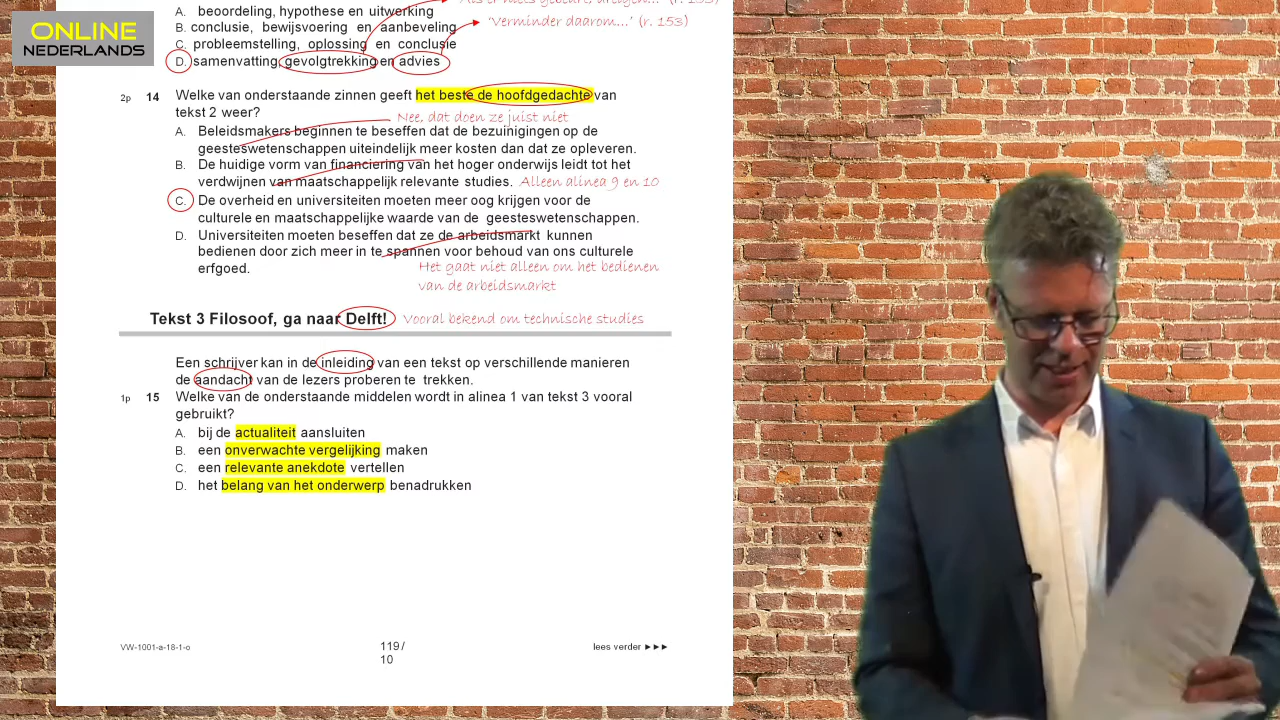 ONLINE
NEDERLANDS
'Verminder daarom...' (r. 153)
A. beoordeling, hypothese en uitwerking
B. conclusie, bewijsvoering en aanbeveling
C. probleemstelling, oplossing en conclusie
D. samenvatting, gevolgtrekking en advies
2p 14 Welke van onderstaande zinnen geeft het beste de hoofdgedachte van
tekst 2 weer?
Nee, dat doen ze juist niet
A. Beleidsmakers beginnen te beseffen dat de bezuinigingen op de
geesteswetenschappen uiteindelijk meer kosten dan dat ze opleveren.
B. De huidige vorm van financiering van het hoger onderwijs leidt tot het
verdwijnen van maatschappelijk relevante studies. Alleen alinea 9 en 10
C. De overheid en universiteiten moeten meer oog krijgen voor de
culturele en maatschappelijke waarde van de geesteswetenschappen.
D. Universiteiten moeten beseffen dat ze de arbeidsmarkt kunnen
bedienen door zich meer in te spannen voor behoud van ons culturele
erfgoed.
Het gaat niet alleen om het bedienen
van de arbeidsmarkt
Tekst 3 Filosoof, ga naar Delft! Vooral bekend om technische studies
Een schrijver kan in de inleiding van een tekst op verschillende manieren
de aandacht van de lezers proberen te trekken.
1p 15 Welke van de onderstaande middelen wordt in alinea 1 van tekst 3 vooral
gebruikt?
A. bij de actualiteit aansluiten
B. een onverwachte vergelijking maken
C. een relevante anekdote vertellen
D. het belang van het onderwerp benadrukken
VW-1001-a-18-1-o 119/ lees verder ►►►
10